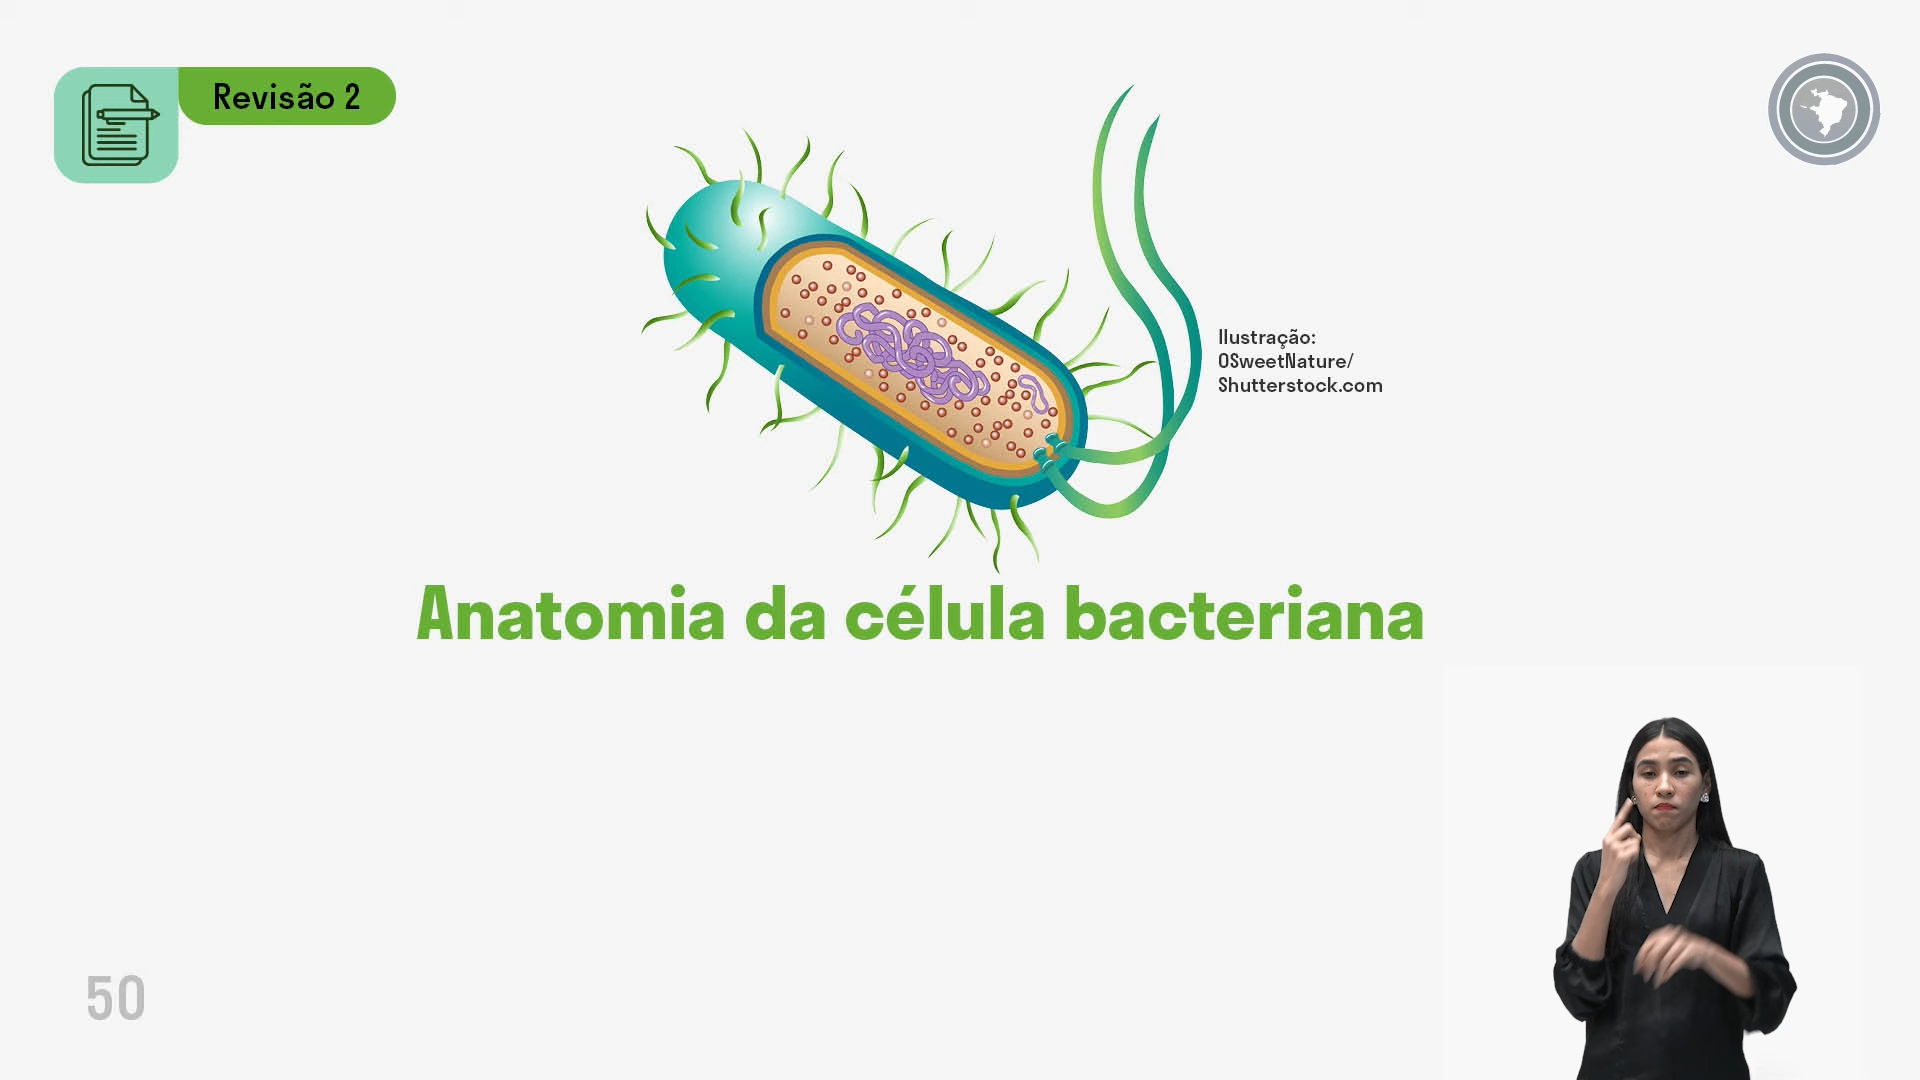 Revisão 2
Ilustração:
OSweetNature/
Shutterstock.com
Anatomia da célula bacteriana
50